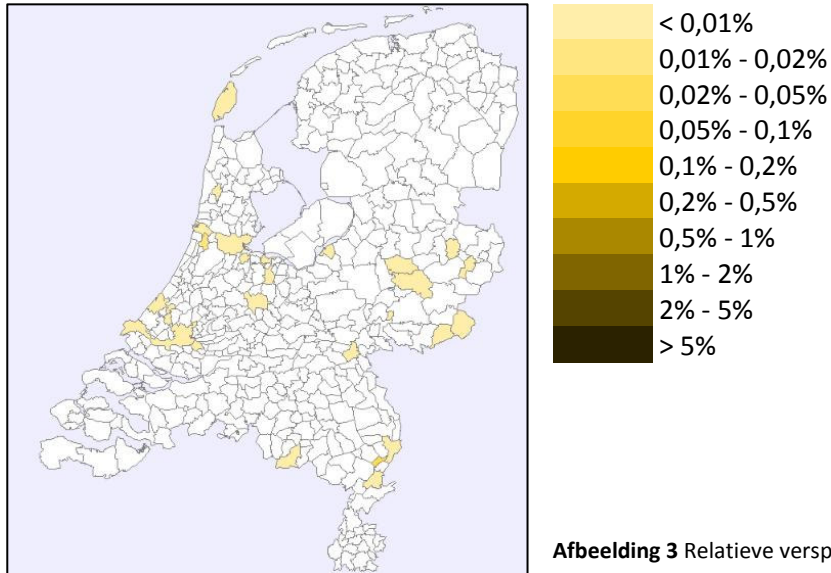 < 0,01%
0,01% - 0,02%
0,02% - 0,05%
0,05% - 0,1%
0,1% - 0,2%
0,2% - 0,5%
0,5% - 1%
1% - 2%
2% - 5%
> 5%
Afbeelding 3 Relatieve versp